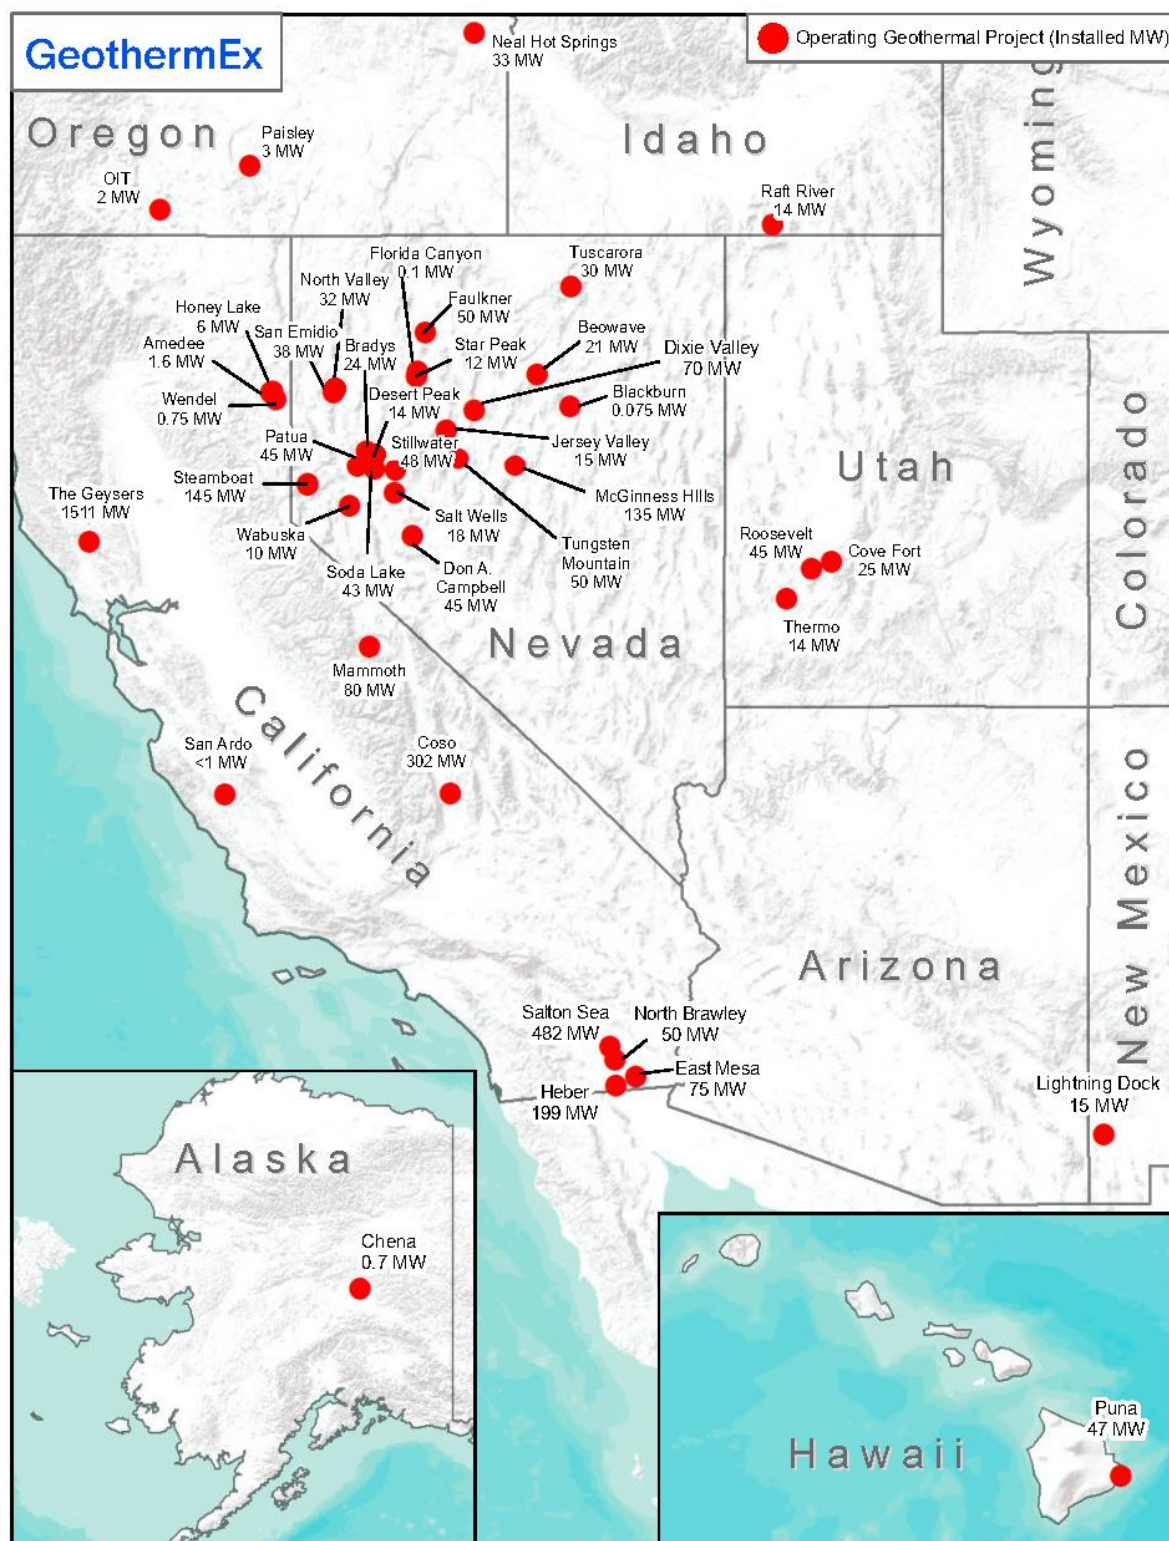 GeothermEx
Operating Geothermal Project (Installed MW)
Neal Hot Springs
33 MW
Oregon
Idaho
Wyoming
Paisley
3 MW
OIT
2 MW
Raft River
14 MW
Florida Canyon
0.1 MW
Tuscarora
30 MW
North Valley
32 MW
Honey Lake
6 MW
Faulkner
50 MW
San Emidio
38 MW
Amedee
1.6 MW
Bradys
24 MW
Star Peak
12 MW
Beowave
21 MW
Dixie Valley
70 MW
Wendel
0.75 MW
Desert Peak
14 MW
Blackburn
0.075 MW
Patua
45 MW
Stillwater
48 MW
Jersey Valley
15 MW
Utah
Colorado
Steamboat
145 MW
The Geysers
1511 MW
McGinness HIlls
135 MW
Salt Wells
18 MW
Wabuska
10 MW
Tungsten
Mountain
50 MW
Roosevelt
45 MW
Cove Fort
25 MW
Soda Lake
43 MW
Don A.
Campbell
45 MW
Thermo
14 MW
Nevada
Mammoth
80 MW
California
San Ardo
<1 MW
Coso
302 MW
New Mexico
Arizona
Salton Sea
482 MW
North Brawley
50 MW
East Mesa
75 MW
Heber
199 MW
Lightning Dock
15 MW
Alaska
Chena
0.7 MW
Puna
47 MW
Hawaii